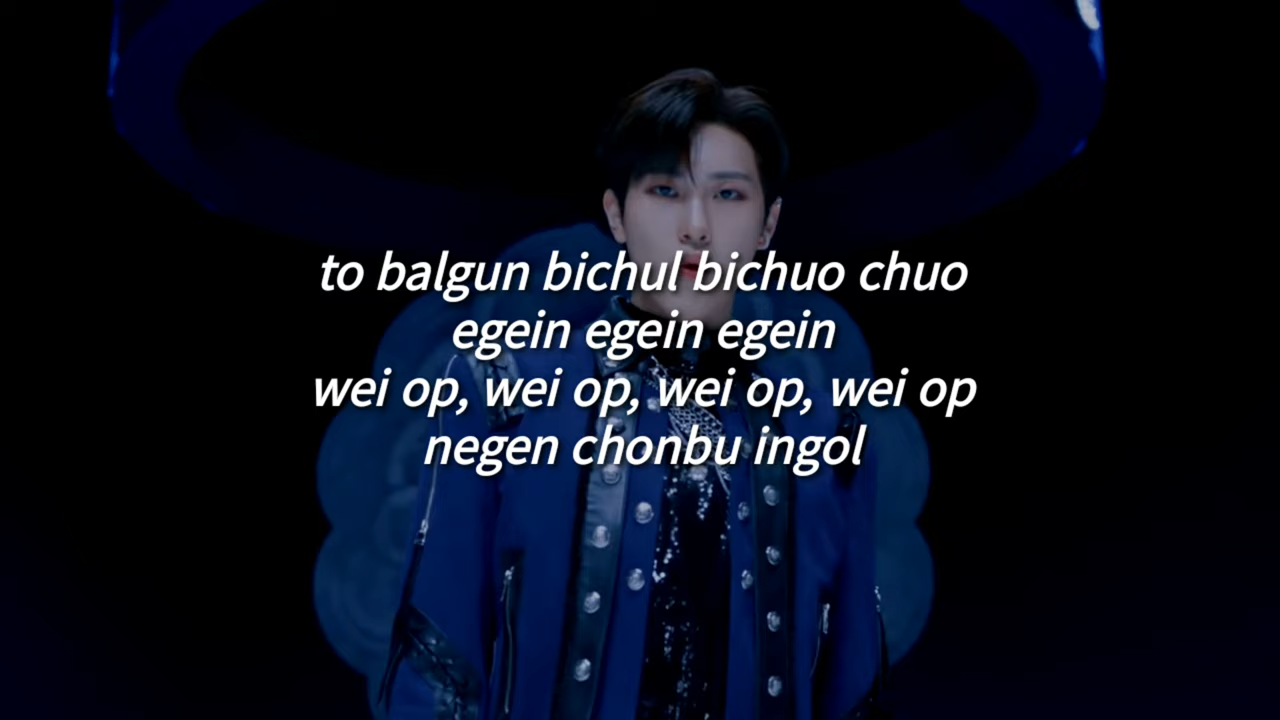 to balgun bichul bichuo chuo
egein egein egein
wei op, wei op, wei op, wei op
negen chonbu ingol